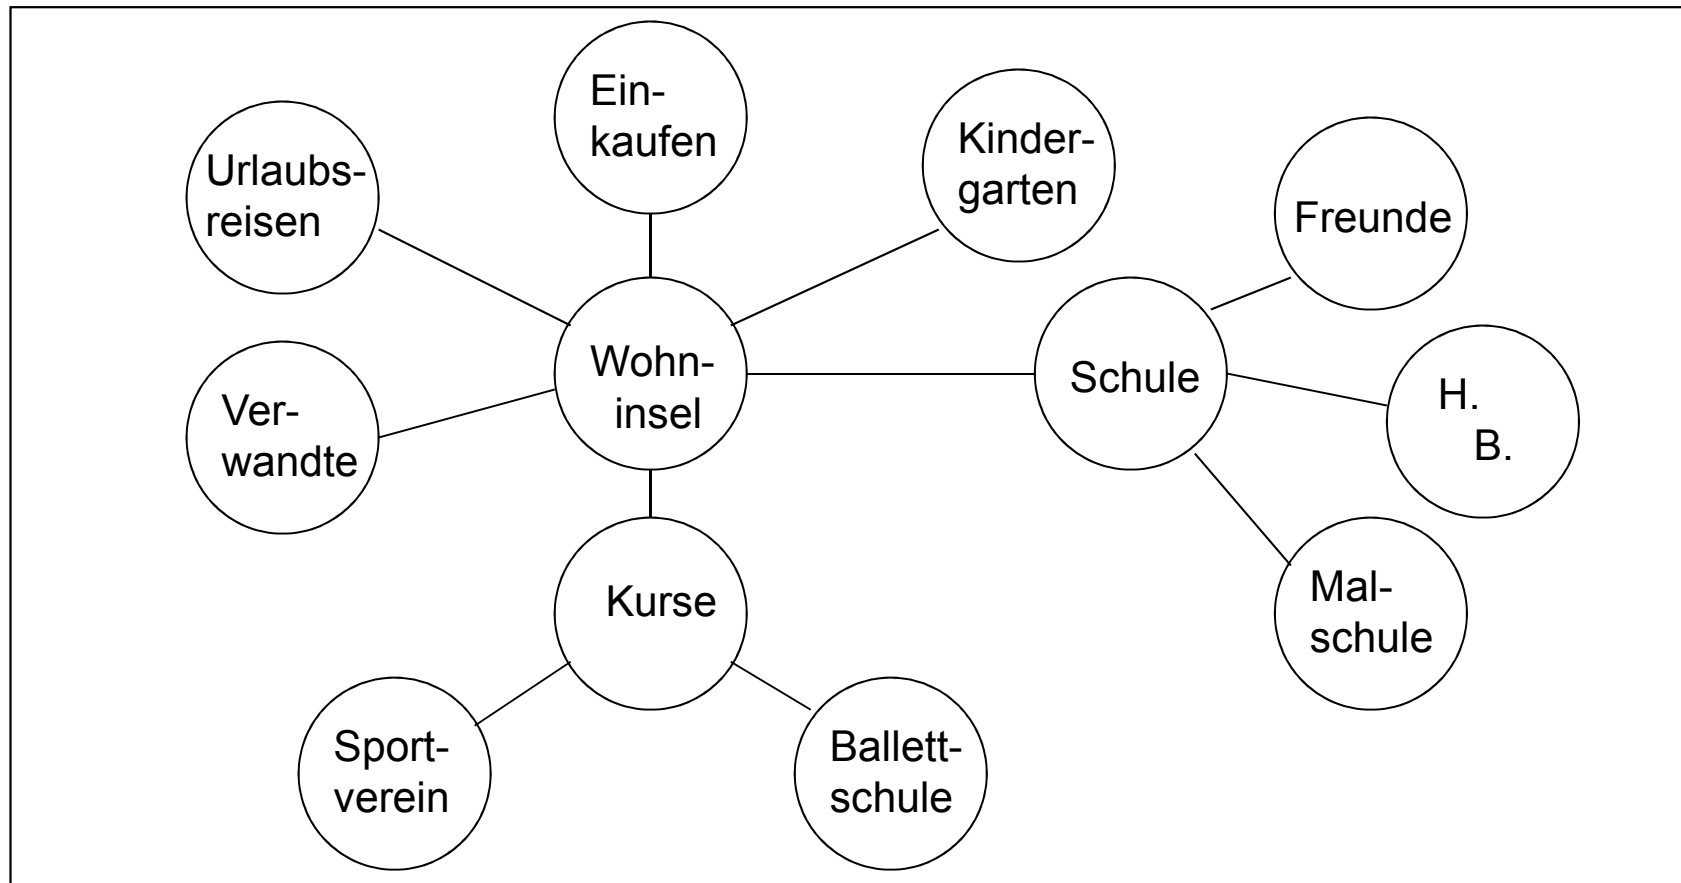 Ein-
kaufen
Kinder-
garten
Urlaubs-
reisen
Freunde
Wohn-
insel
Schule
Ver-
wandte
H.
B.
Kurse
Mal-
schule
Sport-
verein
Ballett-
schule